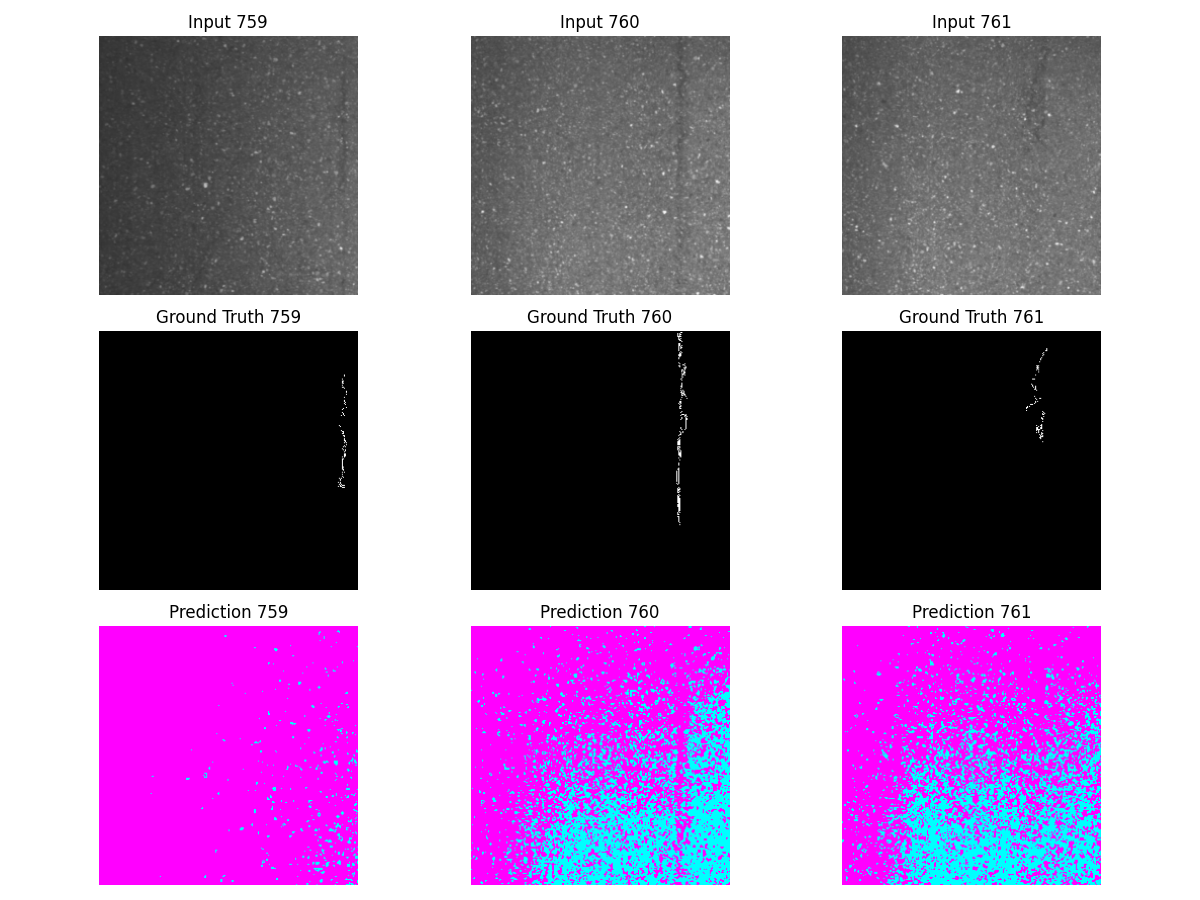 Input 759
Input 760
Input 761
Ground Truth 759
Ground Truth 760
Ground Truth 761
Prediction 759
Prediction 760
Prediction 761